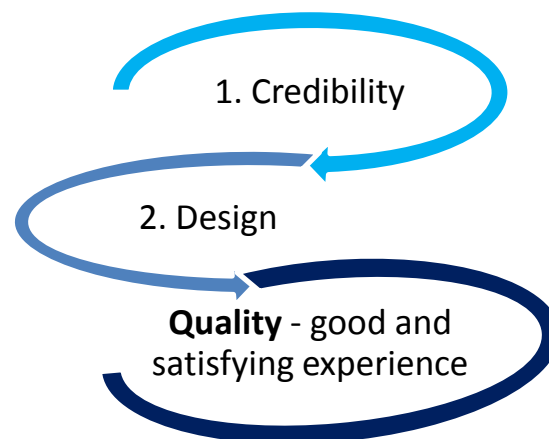 1. Credibility
2. Design
Quality - good and
satisfying experience